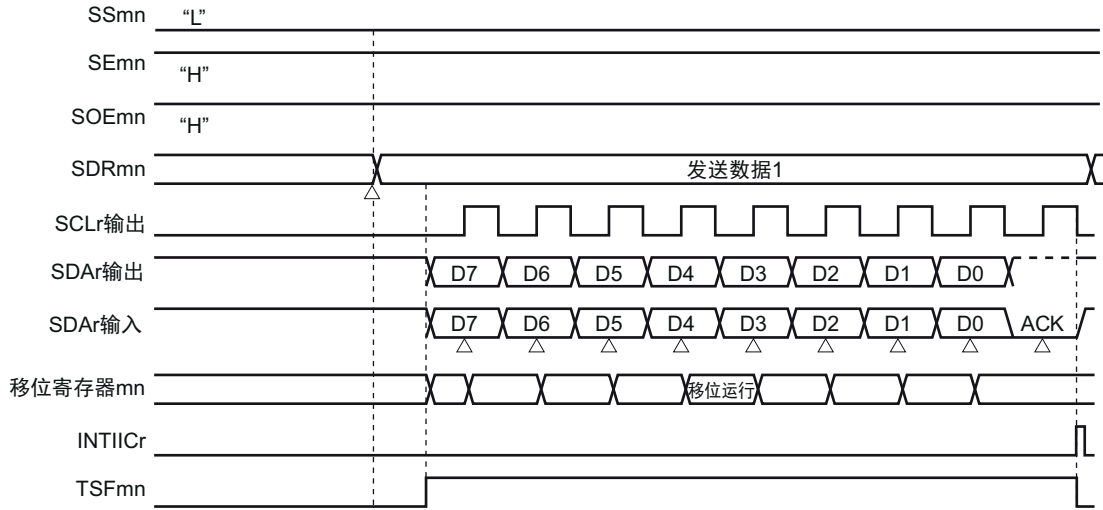 SSmn “L”
SEmn “H”
SOEmn “H”
SDRmn 发送数据1
SCLr输出
SDAr输出 D7 D6 D5 D4 D3 D2 D1 D0
SDAr输入 D7 D6 D5 D4 D3 D2 D1 D0 ACK
移位寄存器mn 移位运行
INTIICr
TSFmn